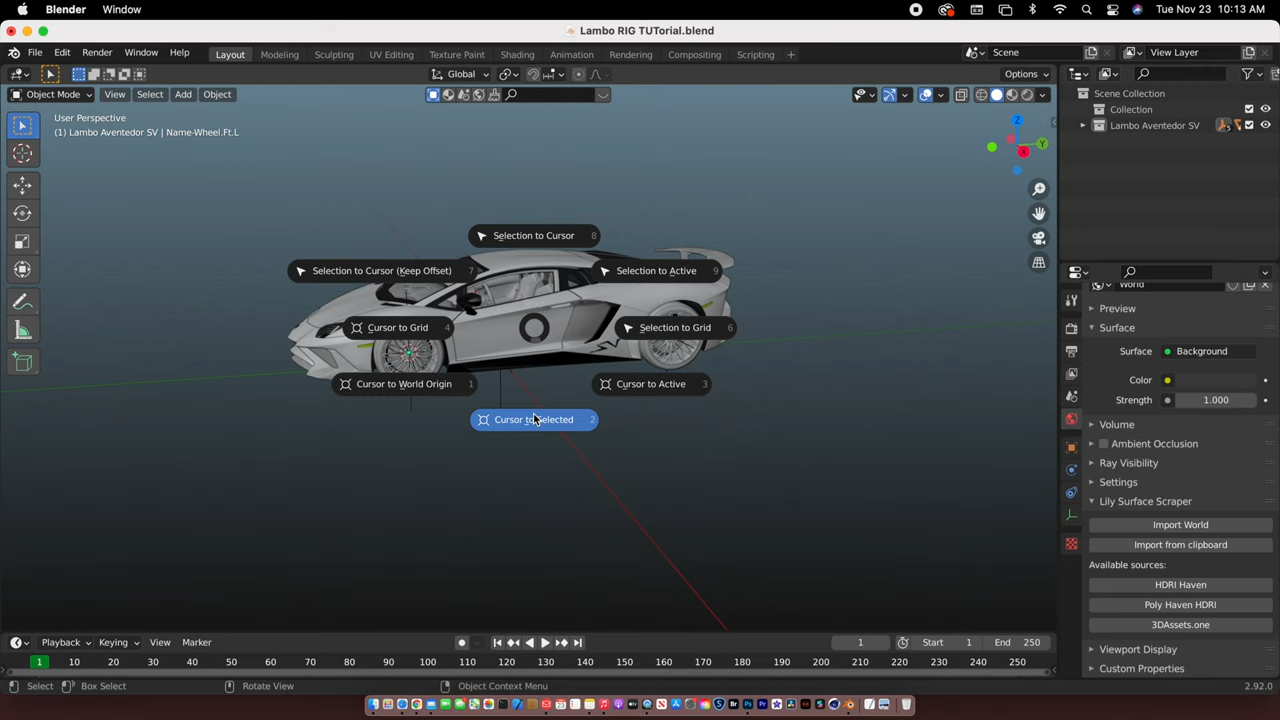 Blender Window Tue Nov 23 10:13 AM
Lambo RIG TUTorial.blend
File Edit Render Window Help Layout Modeling Sculpting UV Editing Texture Paint Shading Animation Rendering Compositing Scripting + Scene View Layer
Global Options
Object Mode View Select Add Object
User Perspective
(1) Lambo Aventedor SV | Name-Wheel.Ft.L
Z
Y
X
Scene Collection
Collection
Lambo Aventedor SV 5
Selection to Cursor 8
Selection to Cursor (Keep Offset) 7
Selection to Active 9
Cursor to Grid 4
Selection to Grid 6
Cursor to World Origin 1
Cursor to Active 3
Cursor to Selected 2
World
Preview
Surface
Surface Background
Color
Strength 1.000
Volume
Ambient Occlusion
Ray Visibility
Settings
Lily Surface Scraper
Import World
Import from clipboard
Available sources:
HDRI Haven
Poly Haven HDRI
3DAssets.one
Viewport Display
Custom Properties
Playback Keying View Marker 1 Start 1 End 250
1 10 20 30 40 50 60 70 80 90 100 110 120 130 140 150 160 170 180 190 200 210 220 230 240 250
Select Box Select Rotate View Object Context Menu 2.92.0